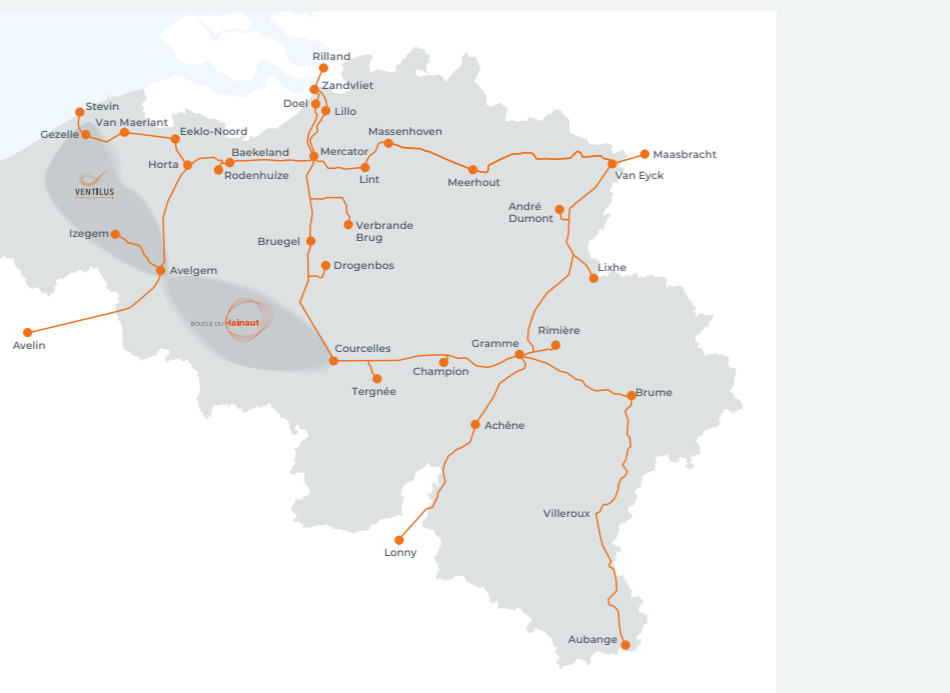 Rilland
Zandvliet
Doel
Lillo
Stevin
Van Maerlant
Gezelle
Eeklo-Noord
Massenhoven
Horta
Baekeland
Mercator
Rodenhuize
Lint
Meerhout
Maasbracht
Van Eyck
VENTILUS
André
Dumont
Izegem
Verbrande
Brug
Bruegel
Avelgem
Drogenbos
Lixhe
BOUCLE DU Hainaut
Avelin
Courcelles
Gramme
Rimière
Champion
Tergnée
Brume
Achêne
Villeroux
Lonny
Aubange